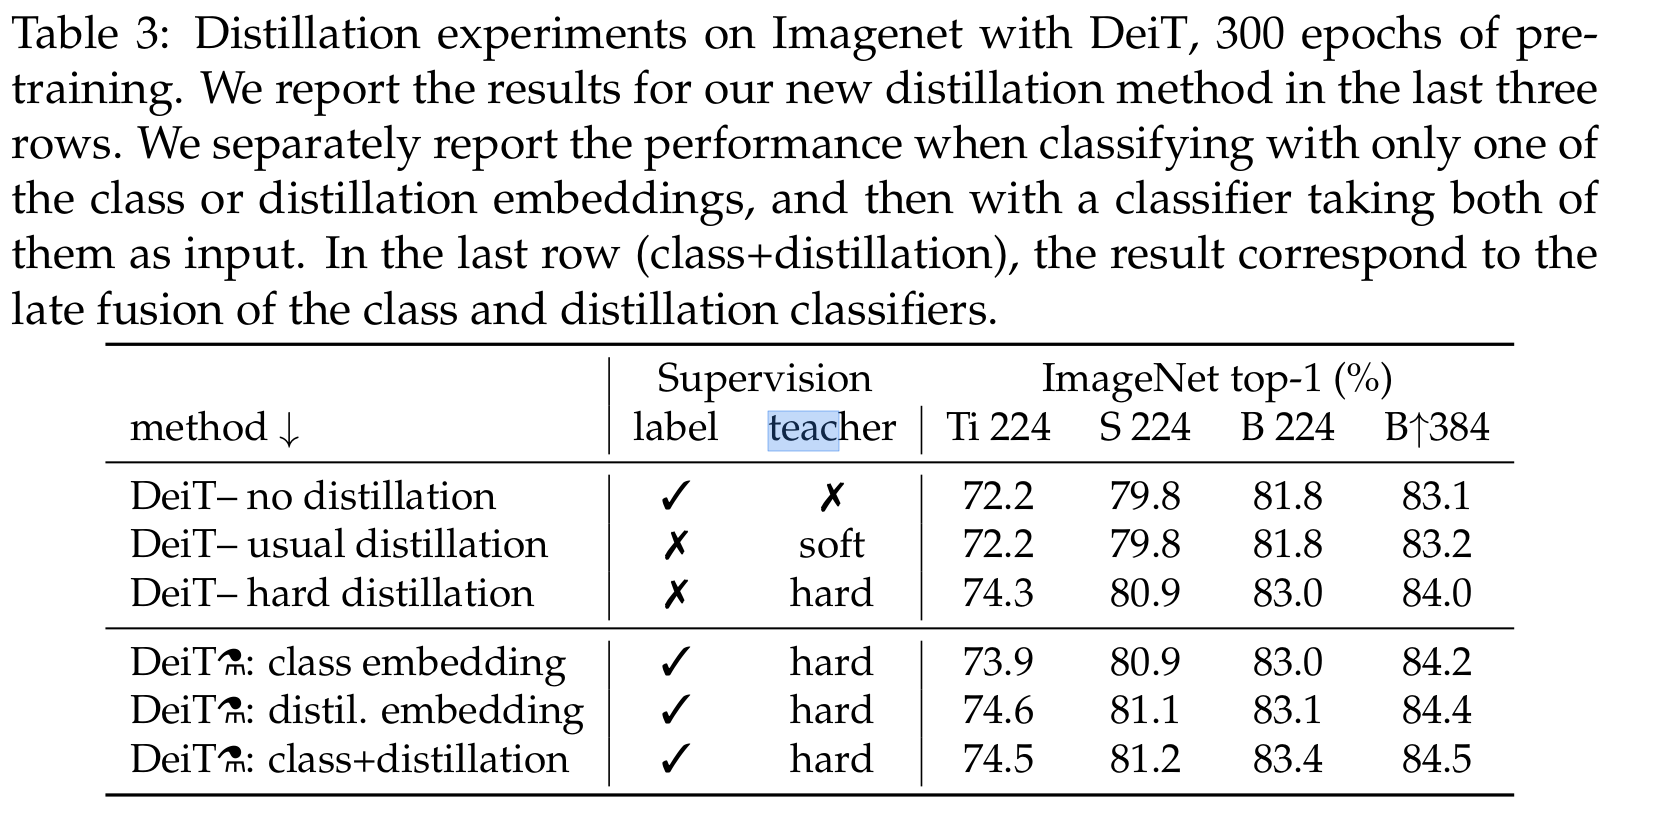 Table 3: Distillation experiments on Imagenet with DeiT, 300 epochs of pre-
training. We report the results for our new distillation method in the last three
rows. We separately report the performance when classifying with only one of
the class or distillation embeddings, and then with a classifier taking both of
them as input. In the last row (class+distillation), the result correspond to the
late fusion of the class and distillation classifiers.
Supervision ImageNet top-1 (%)
method ↓ label teacher Ti 224 S 224 B 224 B↑384
DeiT– no distillation ✓ ✗ 72.2 79.8 81.8 83.1
DeiT– usual distillation ✗ soft 72.2 79.8 81.8 83.2
DeiT– hard distillation ✗ hard 74.3 80.9 83.0 84.0
DeiT⚗: class embedding ✓ hard 73.9 80.9 83.0 84.2
DeiT⚗: distil. embedding ✓ hard 74.6 81.1 83.1 84.4
DeiT⚗: class+distillation ✓ hard 74.5 81.2 83.4 84.5